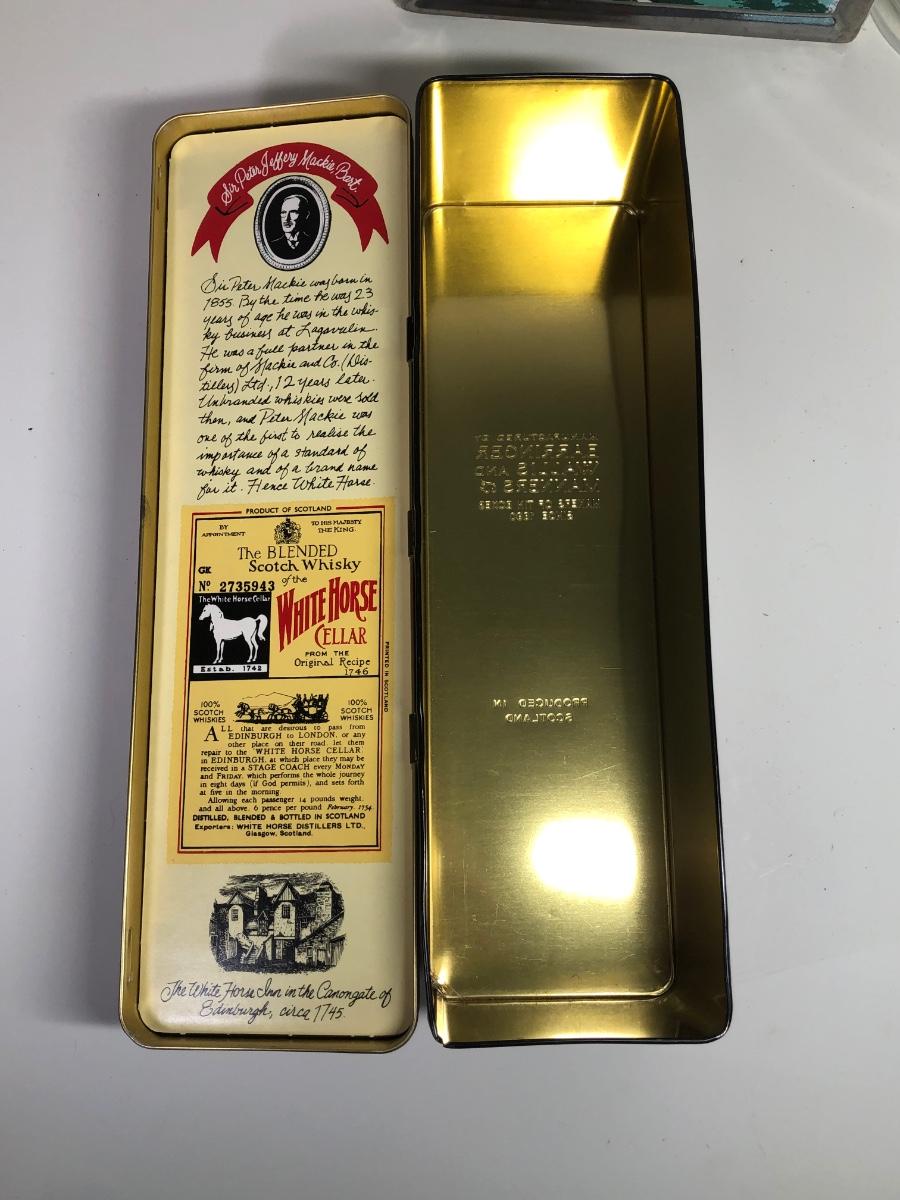 Sir Peter Jeffery Mackie, Bart.
Sir Peter Mackie was born in
1855. By the time he was 23
years of age he was in the whis-
ky business at Lagavulin.
He was a full partner in the
firm of Mackie and Co. (Dis-
tillers) Ltd., 12 years later.
Unbranded whiskies were sold
then, and Peter Mackie was
one of the first to realise the
importance of a standard of
whisky and of a brand name
for it. Hence White Horse.
PRODUCT OF SCOTLAND
BY
APPOINTMENT
TO HIS MAJESTY
THE KING.
The BLENDED
Scotch Whisky
of the
GK
No 2735943
The White Horse Cellar
Estab. 1742
WHITE HORSE
CELLAR
FROM THE
Original Recipe
1746
PRINTED IN SCOTLAND
100%
SCOTCH
WHISKIES
100%
SCOTCH
WHISKIES
ALL that are desirous to pass from
EDINBURGH to LONDON, or any
other place on their road, let them
repair to the WHITE HORSE CELLAR
in EDINBURGH, at which place they may be
received in a STAGE COACH every MONDAY
and FRIDAY, which performs the whole journey
in eight days (if God permits), and sets forth
at five in the morning.
Allowing each passenger 14 pounds weight,
and all above, 6 pence per pound February, 1754.
DISTILLED, BLENDED & BOTTLED IN SCOTLAND
Exporters: WHITE HORSE DISTILLERS LTD.,
Glasgow, Scotland.
The White Horse Inn in the Canongate of
Edinburgh, circa 1745.
MANUFACTURED BY
BARRINGER
WALLIS AND
MANNERS
MAKERS OF TIN BOXES
PRODUCED IN
SCOTLAND